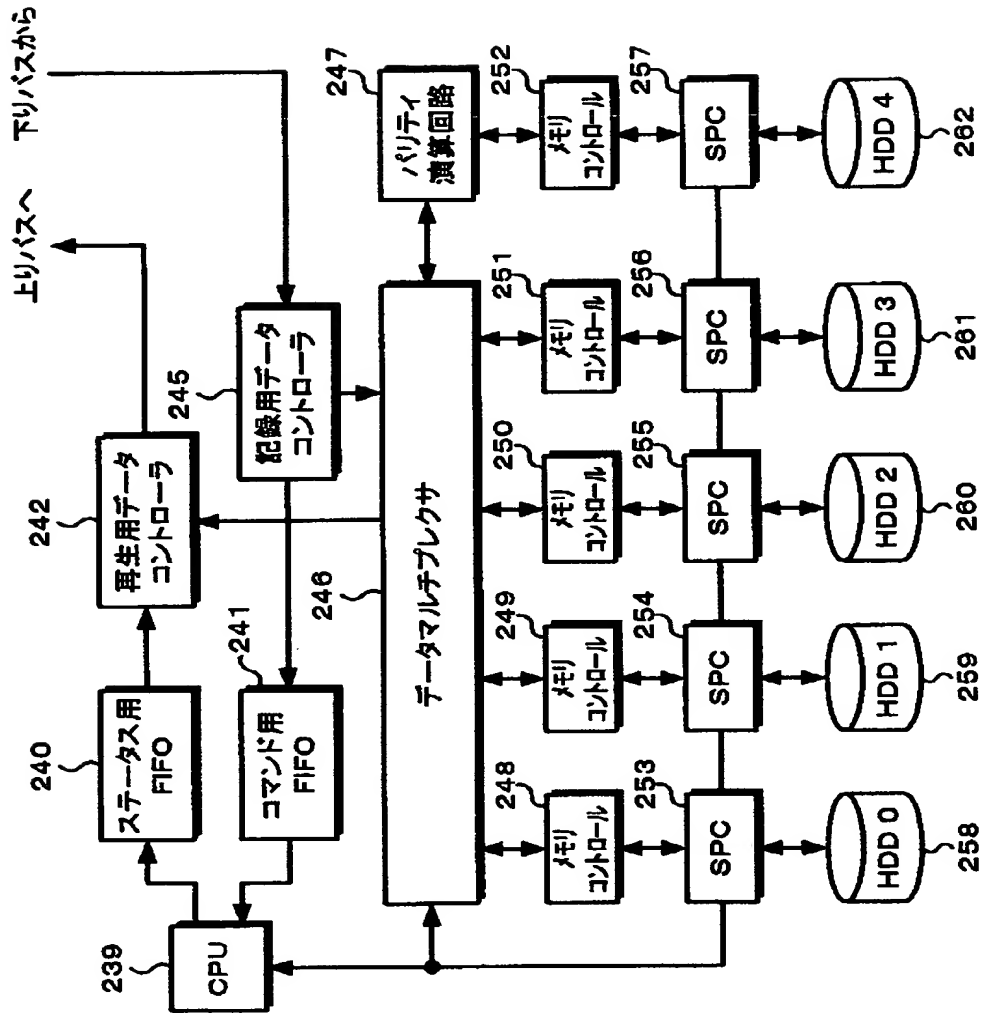 上りバスへ
下りバスから
242
再生用データ
コントローラ
245
記録用データ
コントローラ
240
ステータス用
FIFO
241
コマンド用
FIFO
239
CPU
246
データマルチプレクサ
247
パリティ
演算回路
248
メモリ
コントロール
249
メモリ
コントロール
250
メモリ
コントロール
251
メモリ
コントロール
252
メモリ
コントロール
253
SPC
254
SPC
255
SPC
256
SPC
257
SPC
HDD 0
258
HDD 1
259
HDD 2
260
HDD 3
261
HDD 4
262